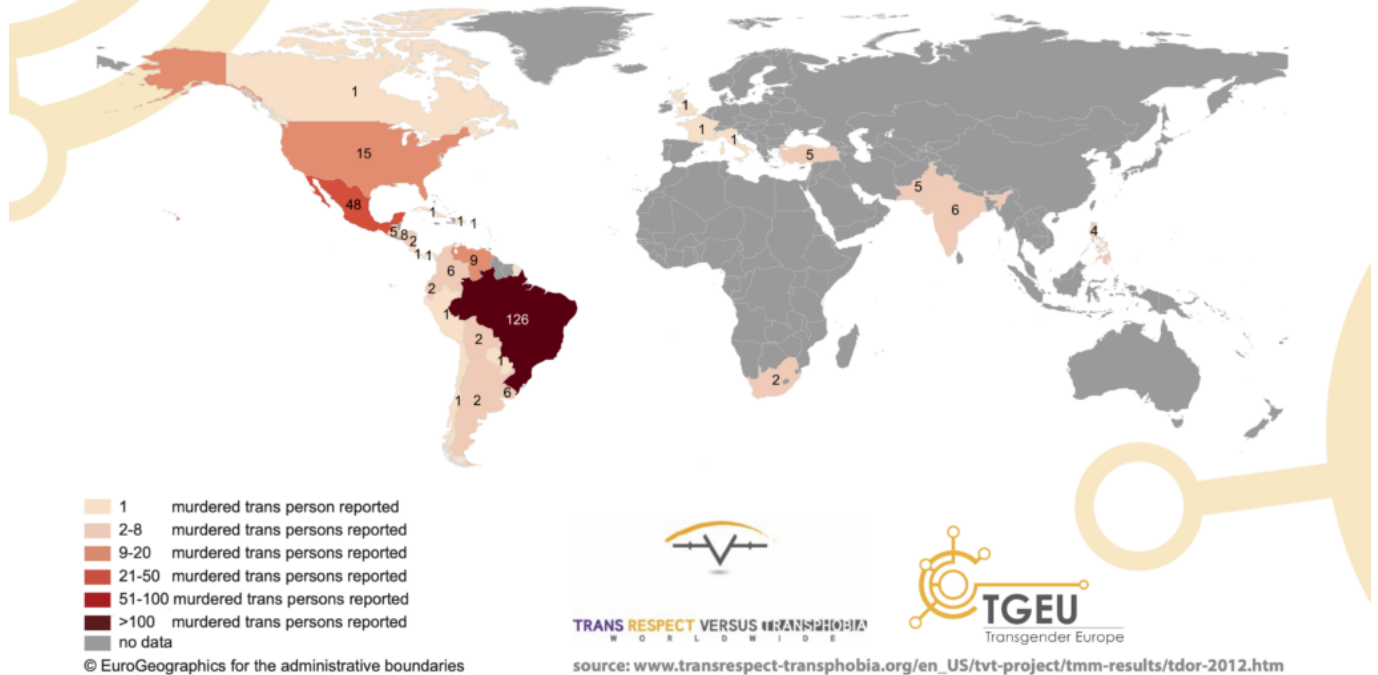 1
15
48
1
1
1
5
8
2
1
1
9
6
2
1
126
2
1
6
1
2
1
1
1
5
5
6
4
2
1 murdered trans person reported
2-8 murdered trans persons reported
9-20 murdered trans persons reported
21-50 murdered trans persons reported
51-100 murdered trans persons reported
>100 murdered trans persons reported
no data
© EuroGeographics for the administrative boundaries
TRANS RESPECT VERSUS TRANSPHOBIA
WORLDWIDE
TGEU
Transgender Europe
source: www.transrespect-transphobia.org/en_US/tvt-project/tmm-results/tdor-2012.htm